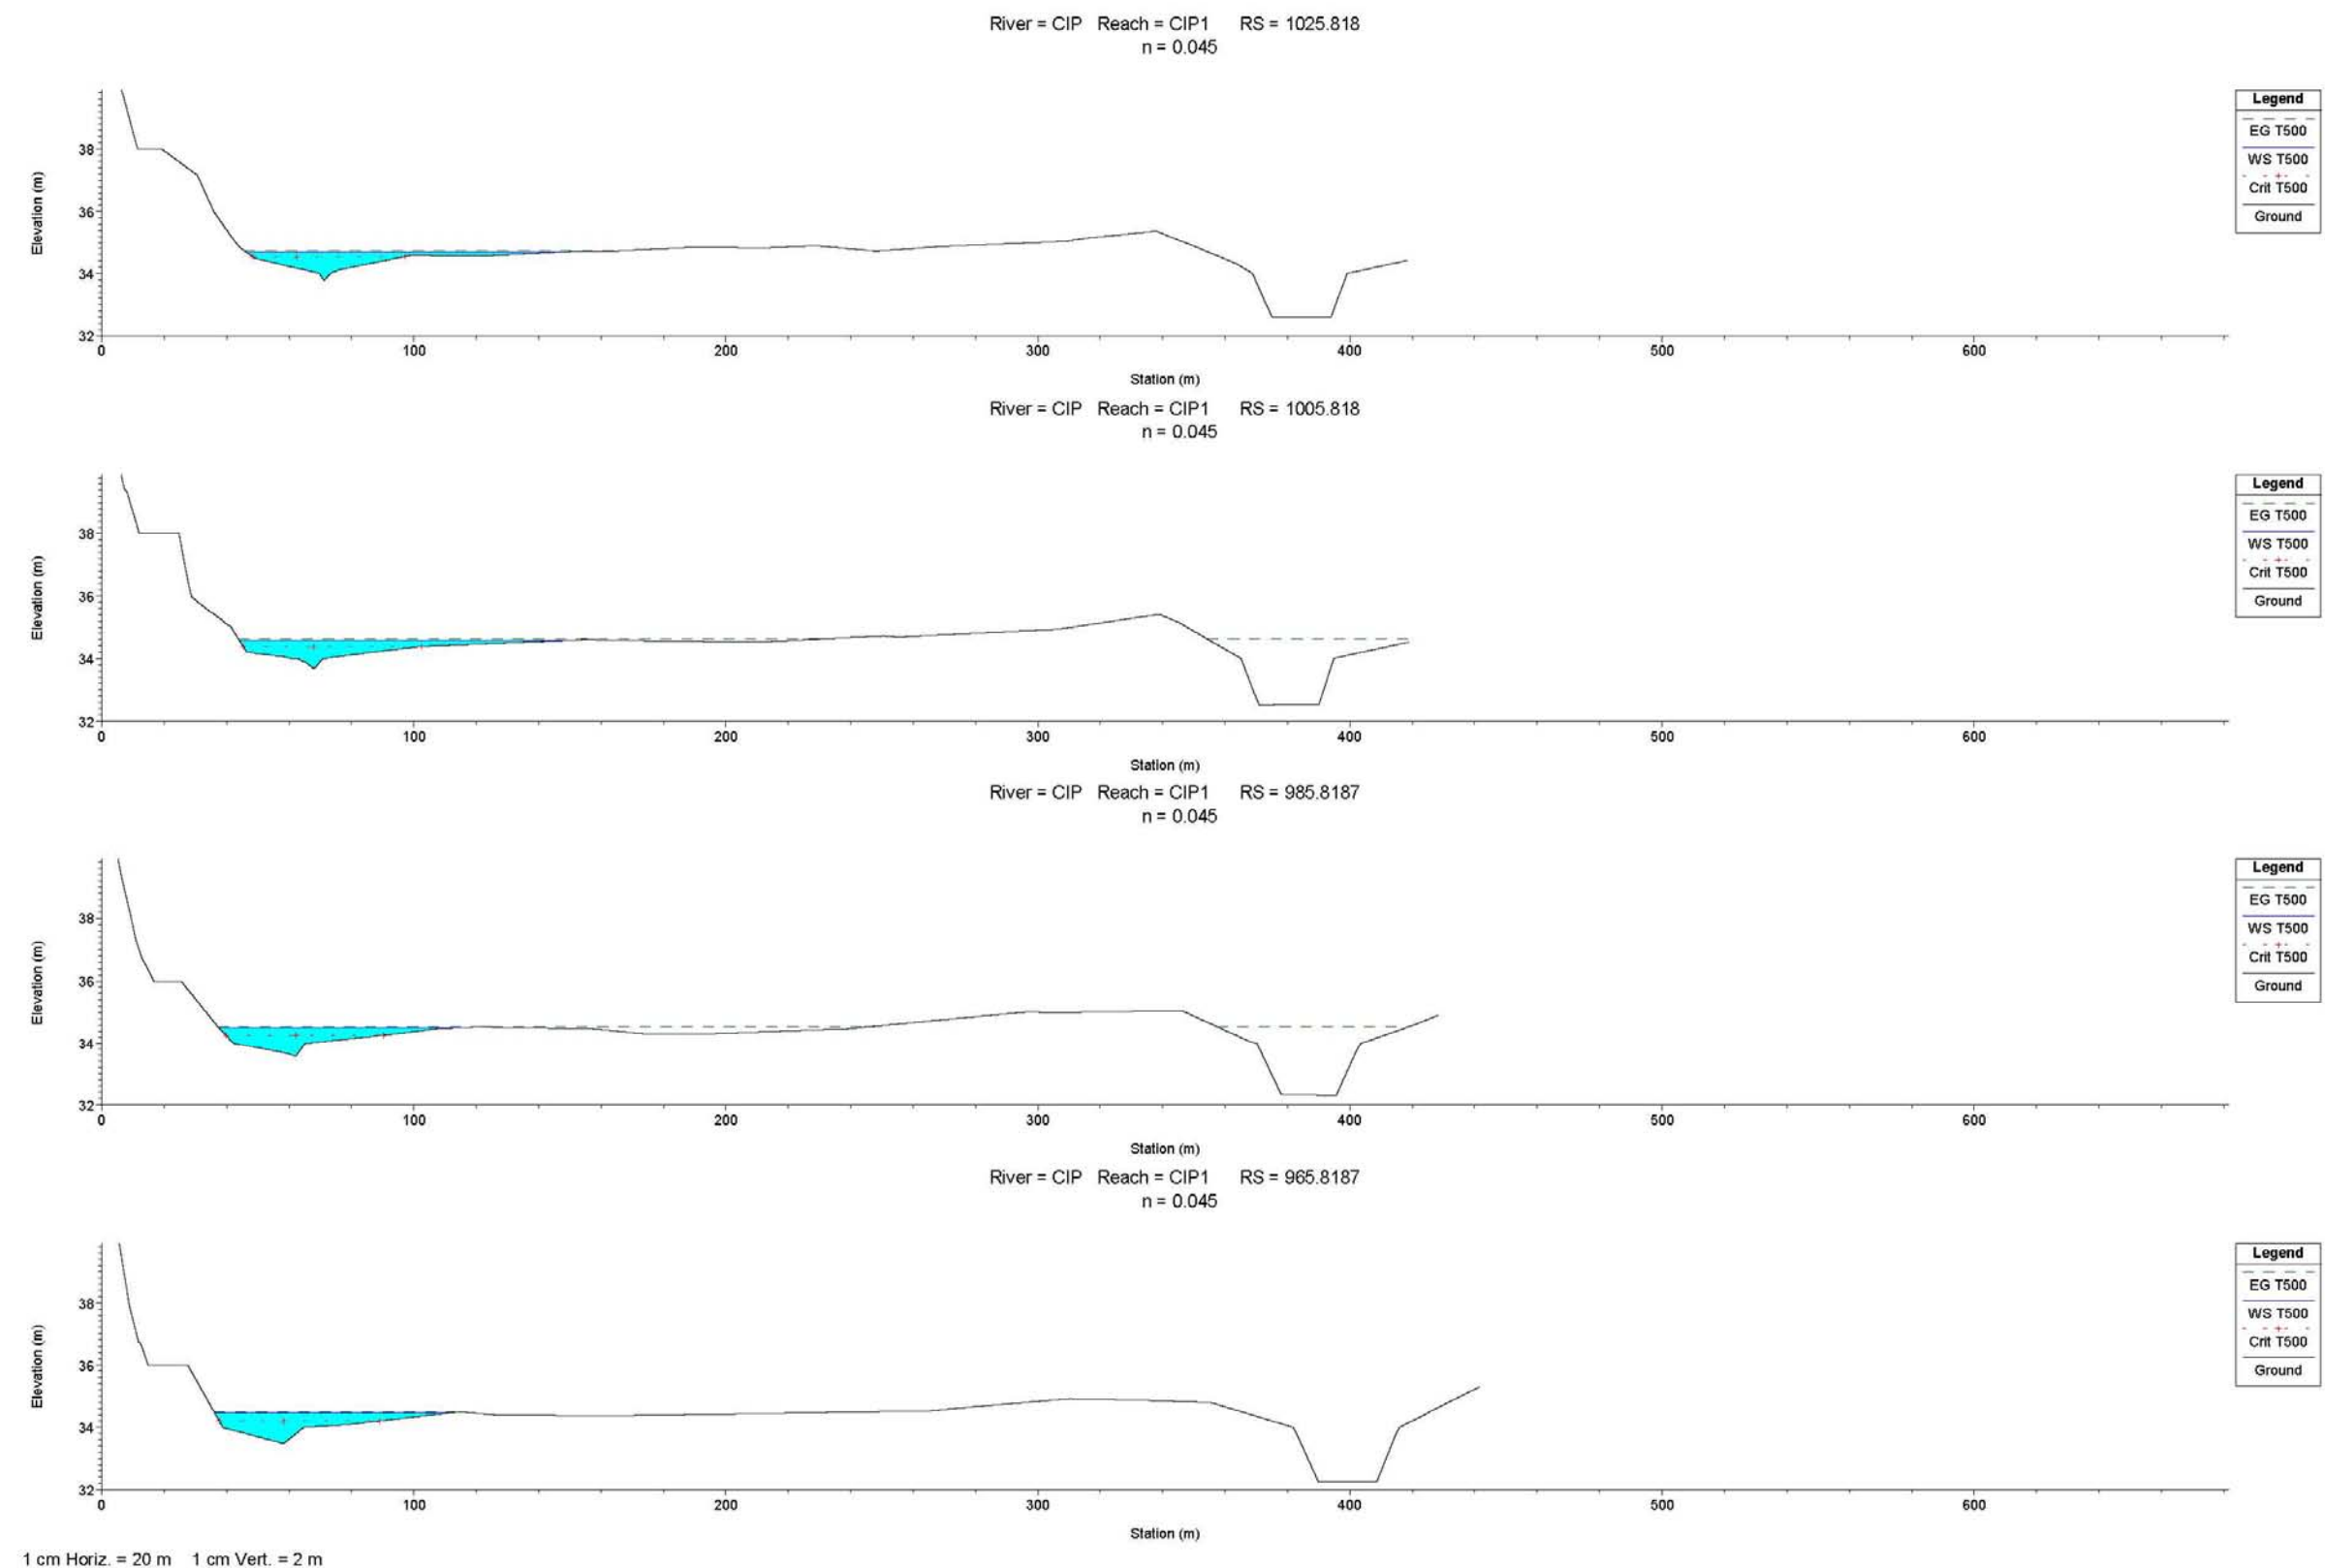 River = CIP Reach = CIP1 RS = 1025.818
n = 0.045
Legend
EG T500
WS T500
Crit T500
Ground
Elevation (m)
38
36
34
32
0 100 200 300 400 500 600
Station (m)
River = CIP Reach = CIP1 RS = 1005.818
n = 0.045
Legend
EG T500
WS T500
Crit T500
Ground
Elevation (m)
38
36
34
32
0 100 200 300 400 500 600
Station (m)
River = CIP Reach = CIP1 RS = 985.8187
n = 0.045
Legend
EG T500
WS T500
Crit T500
Ground
Elevation (m)
38
36
34
32
0 100 200 300 400 500 600
Station (m)
River = CIP Reach = CIP1 RS = 965.8187
n = 0.045
Legend
EG T500
WS T500
Crit T500
Ground
Elevation (m)
38
36
34
32
0 100 200 300 400 500 600
Station (m)
1 cm Horiz. = 20 m 1 cm Vert. = 2 m